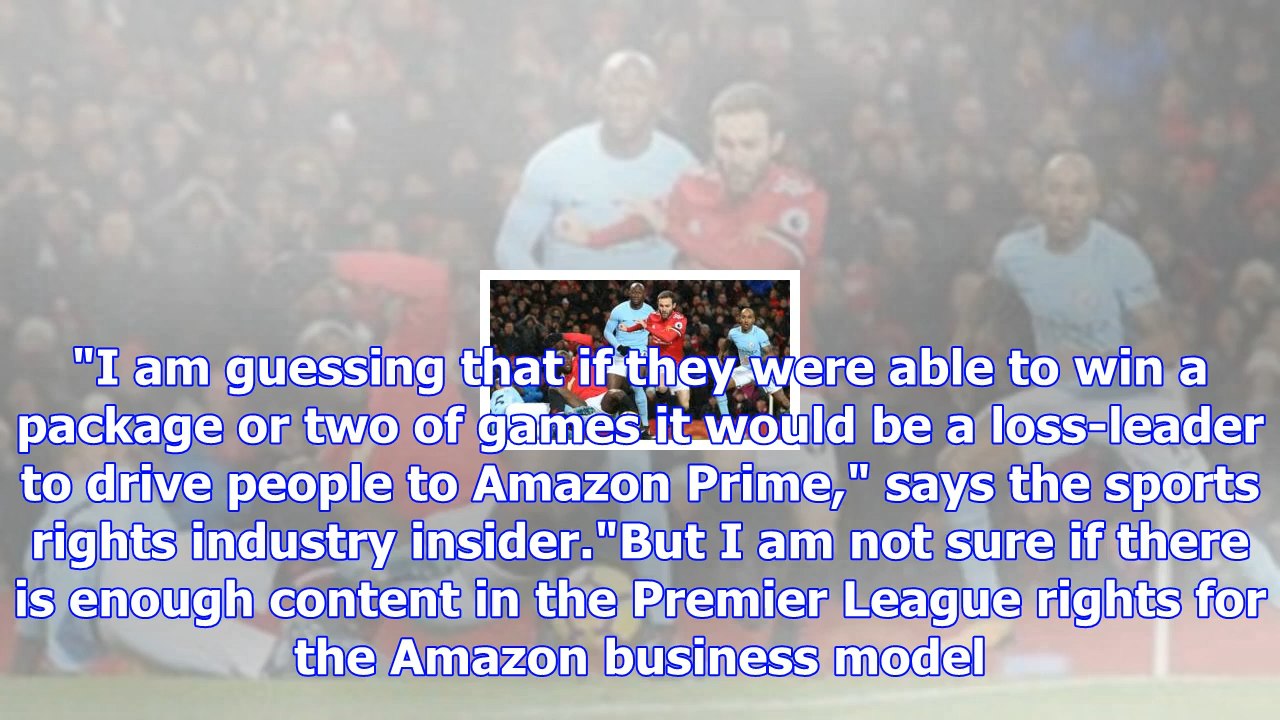 "I am guessing that if they were able to win a
package or two of games it would be a loss-leader
to drive people to Amazon Prime," says the sports
rights industry insider."But I am not sure if there
is enough content in the Premier League rights for
the Amazon business model